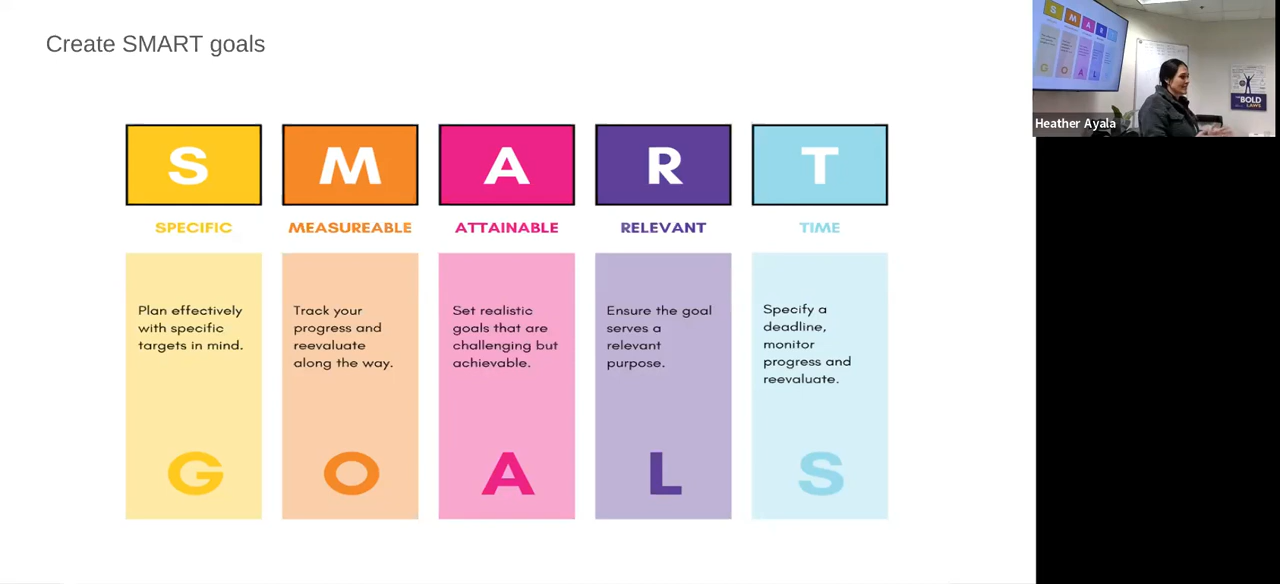 Create SMART goals
S M A R T
SPECIFIC MEASUREABLE ATTAINABLE RELEVANT TIME
Plan effectively
with specific
targets in mind.
Track your
progress and
reevaluate
along the way.
Set realistic
goals that are
challenging but
achievable.
Ensure the goal
serves a
relevant
purpose.
Specify a
deadline,
monitor
progress and
reevaluate.
G O A L S
S M A R T
G O A L
BOLD
LAWS
Heather Ayala